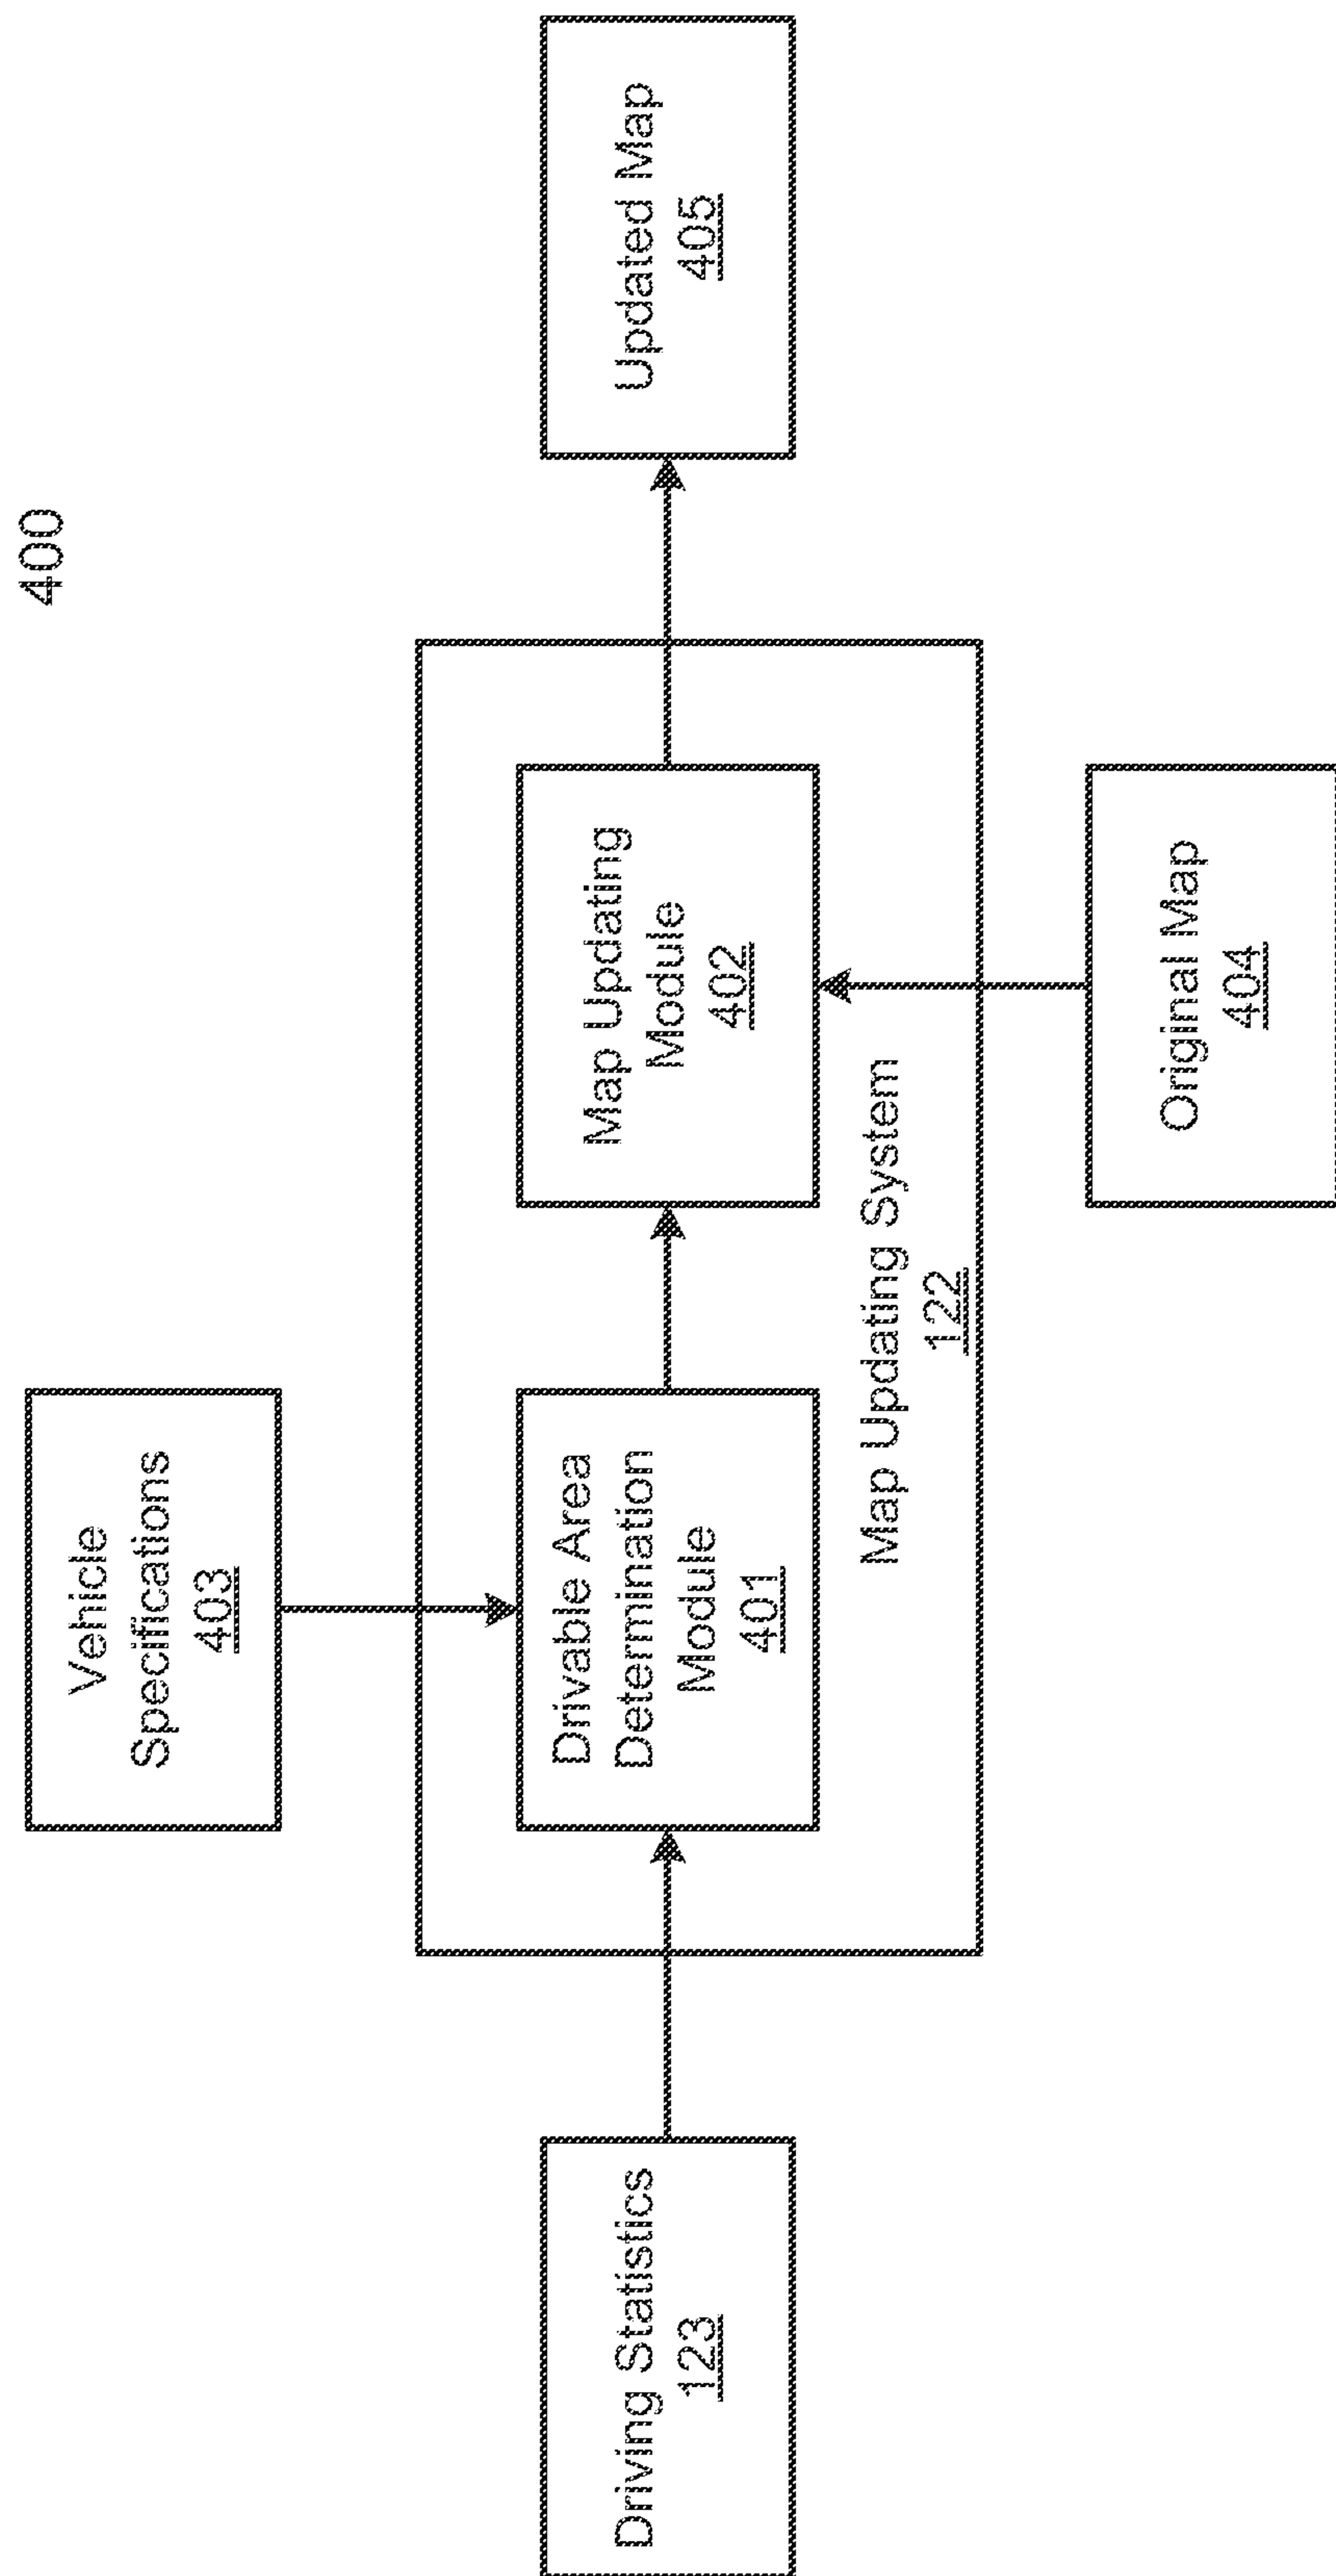 400
Vehicle
Specifications
403
Driving Statistics
123
Drivable Area
Determination
Module
401
Map Updating
Module
402
Updated Map
405
Map Updating System
122
Original Map
404